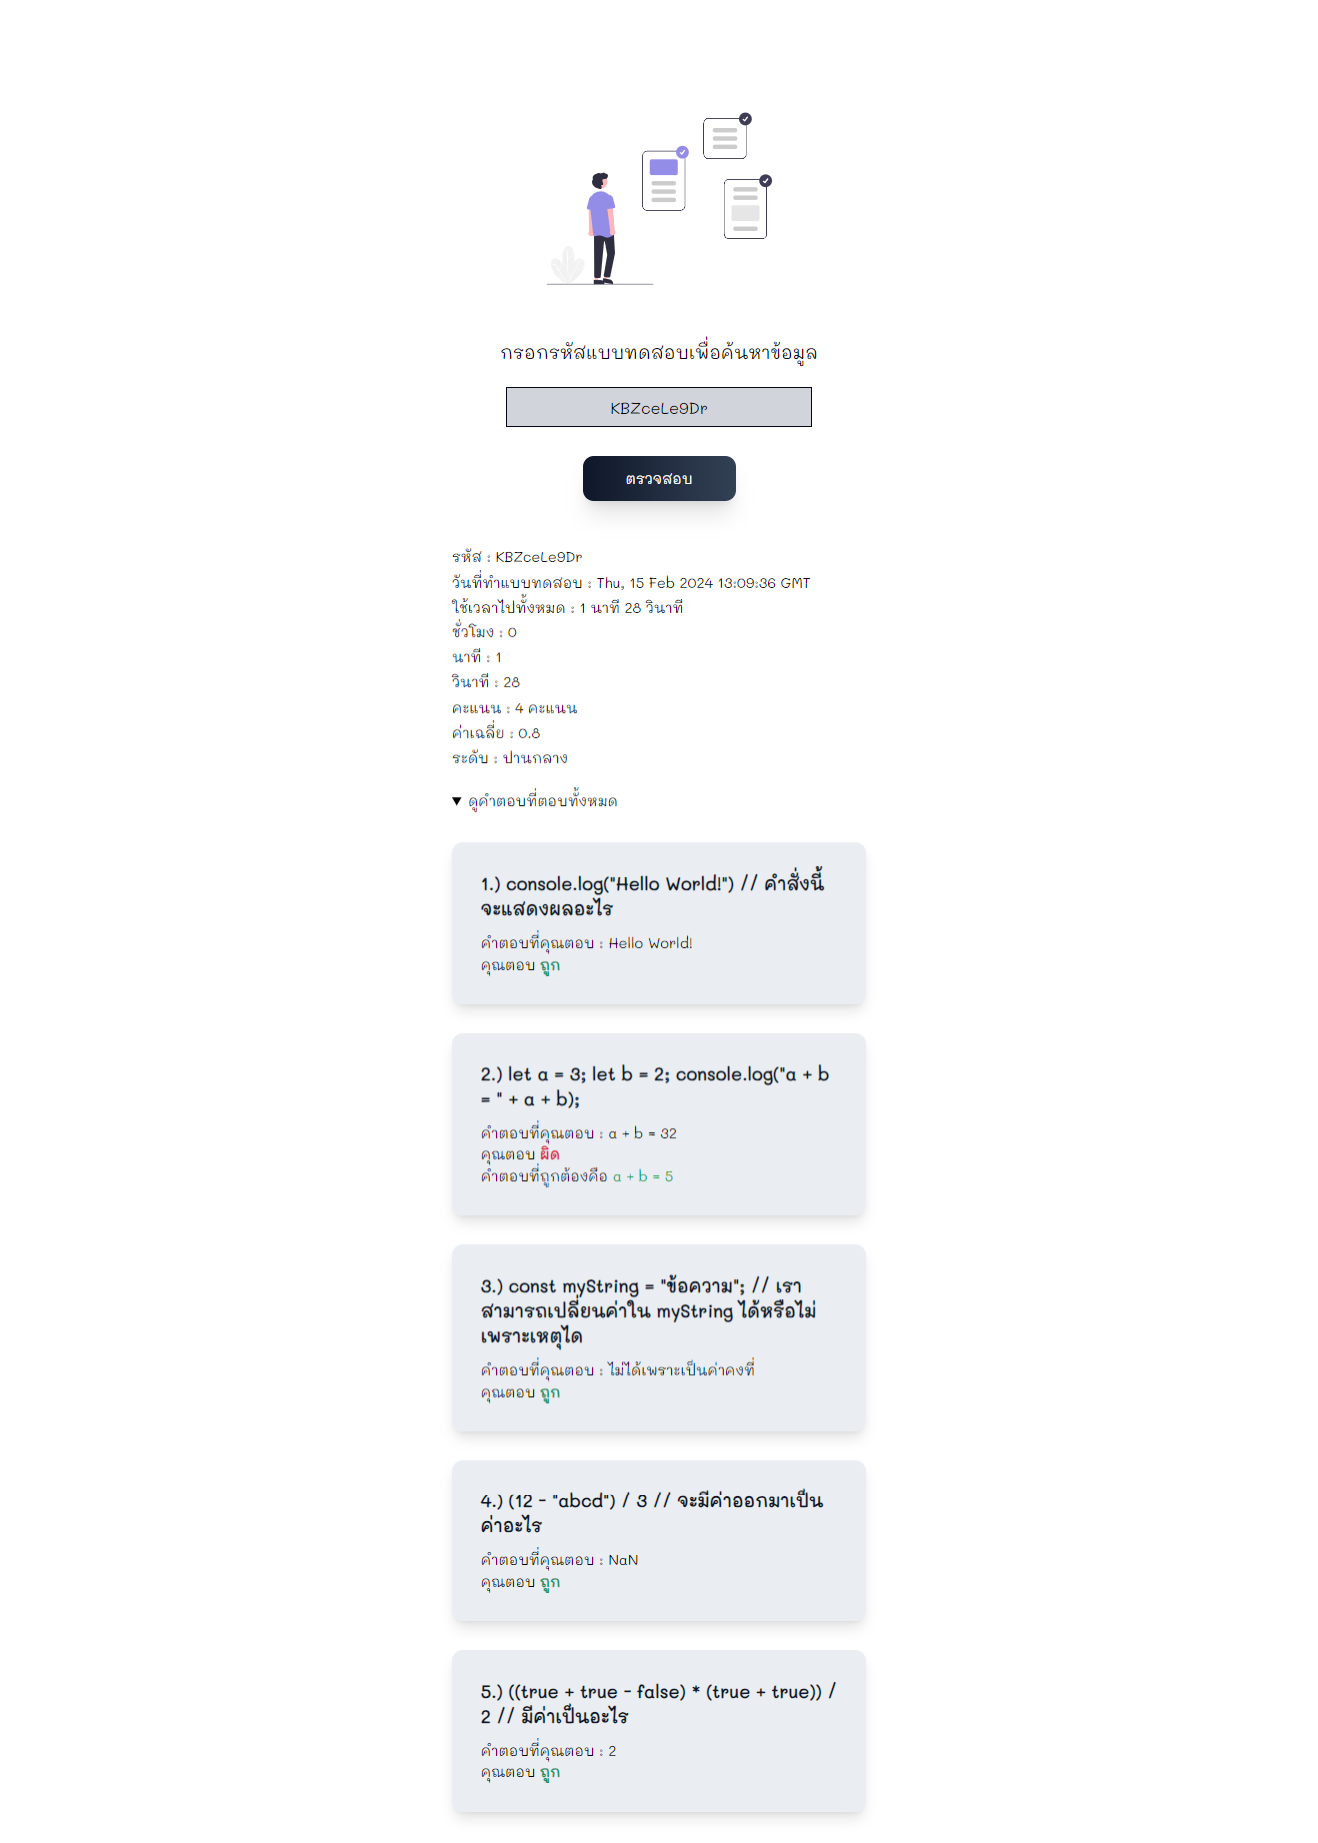 กรอกรหัสแบบทดสอบเพื่อค้นหาข้อมูล
KBZceLe9Dr
ตรวจสอบ
รหัส : KBZceLe9Dr
วันที่ทำแบบทดสอบ : Thu, 15 Feb 2024 13:09:36 GMT
ใช้เวลาไปทั้งหมด : 1 นาที 28 วินาที
ชั่วโมง : 0
นาที : 1
วินาที : 28
คะแนน : 4 คะแนน
ค่าเฉลี่ย : 0.8
ระดับ : ปานกลาง
▼ ดูคำตอบที่ตอบทั้งหมด
1.) console.log("Hello World!") // คำสั่งนี้
จะแสดงผลอะไร
คำตอบที่คุณตอบ : Hello World!
คุณตอบ ถูก
2.) let a = 3; let b = 2; console.log("a + b
= " + a + b);
คำตอบที่คุณตอบ : a + b = 32
คุณตอบ ผิด
คำตอบที่ถูกต้องคือ a + b = 5
3.) const myString = "ข้อความ"; // เรา
สามารถเปลี่ยนค่าใน myString ได้หรือไม่
เพราะเหตุใด
คำตอบที่คุณตอบ : ไม่ได้เพราะเป็นค่าคงที่
คุณตอบ ถูก
4.) (12 - "abcd") / 3 // จะมีค่าออกมาเป็น
ค่าอะไร
คำตอบที่คุณตอบ : NaN
คุณตอบ ถูก
5.) ((true + true - false) * (true + true)) /
2 // มีค่าเป็นอะไร
คำตอบที่คุณตอบ : 2
คุณตอบ ถูก